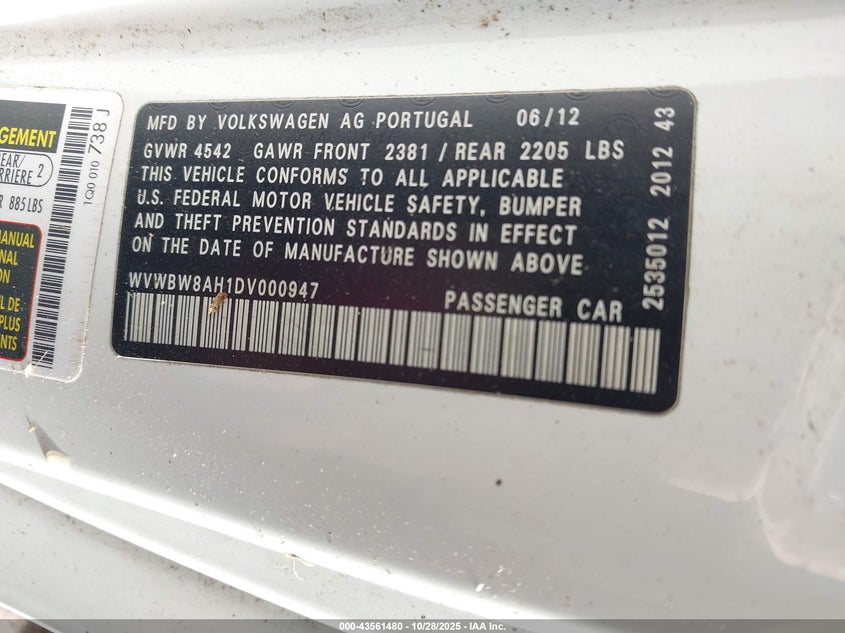 GEMENT
EAR/
RRIERE 2
R 885 LBS
MANUAL
NAL
ON
L DE
PLUS
NTS
1Q0 010 738 J
MFD BY VOLKSWAGEN AG PORTUGAL 06/12
GVWR 4542 GAWR FRONT 2381 / REAR 2205 LBS
THIS VEHICLE CONFORMS TO ALL APPLICABLE
U.S. FEDERAL MOTOR VEHICLE SAFETY, BUMPER
AND THEFT PREVENTION STANDARDS IN EFFECT
ON THE DATE OF MANUFACTURE SHOWN ABOVE
WVWBW8AH1DV000947 PASSENGER CAR
2535012 2012 43
000-43561480 | 10/28/2025 - IAA Inc.